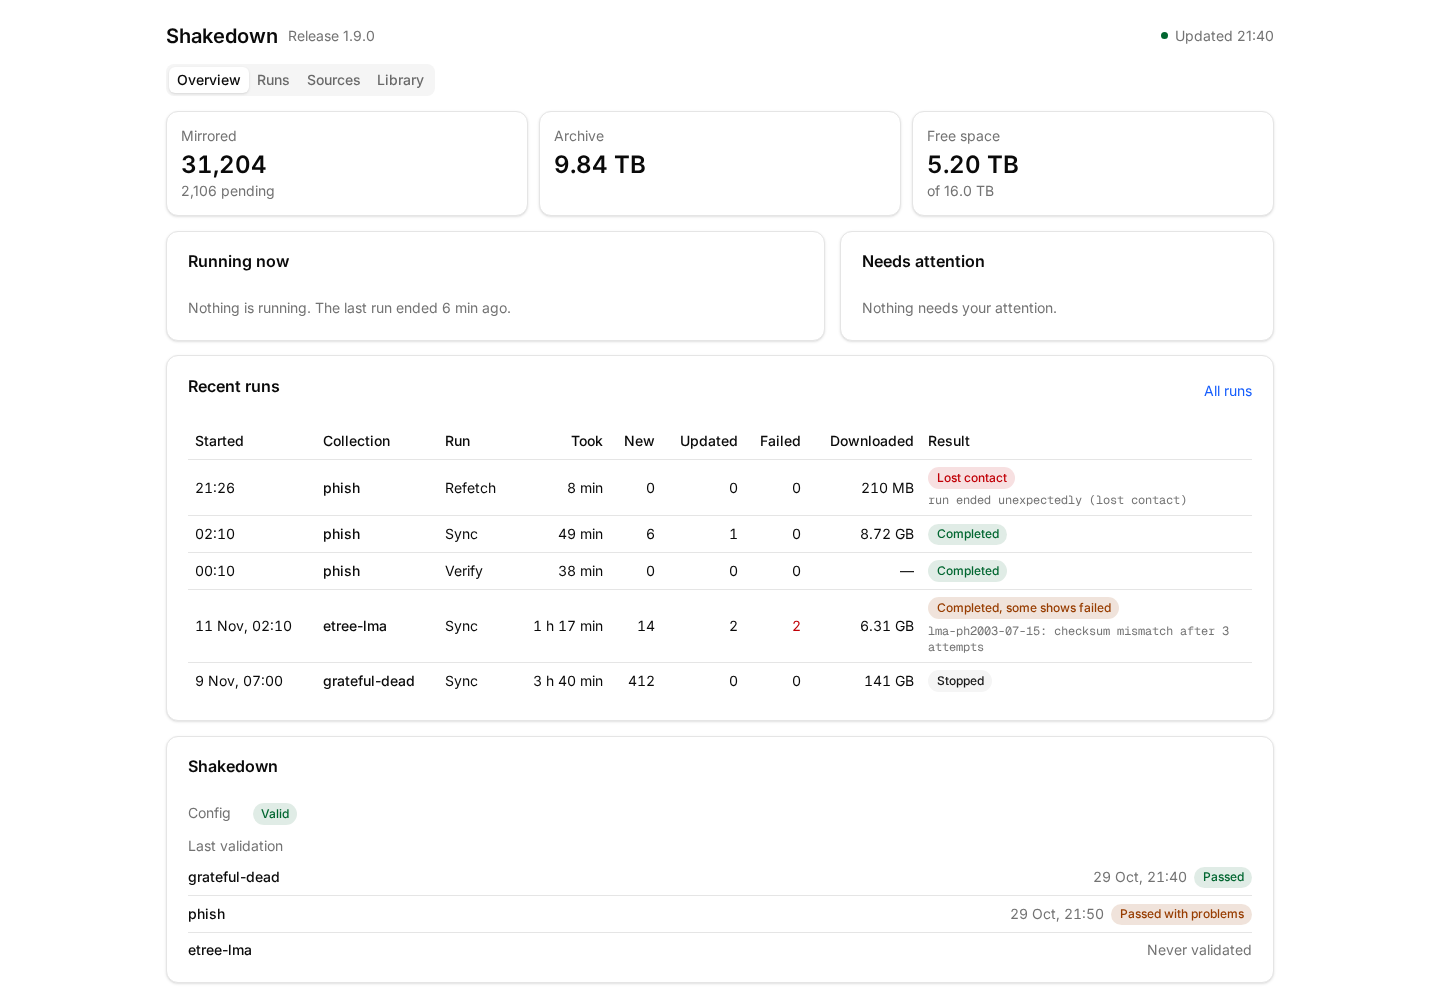 Shakedown Release 1.9.0
Updated 21:40
Overview Runs Sources Library
Mirrored
31,204
2,106 pending
Archive
9.84 TB
Free space
5.20 TB
of 16.0 TB
Running now
Nothing is running. The last run ended 6 min ago.
Needs attention
Nothing needs your attention.
Recent runs
All runs
Started Collection Run Took New Updated Failed Downloaded Result
21:26 phish Refetch 8 min 0 0 0 210 MB Lost contact
run ended unexpectedly (lost contact)
02:10 phish Sync 49 min 6 1 0 8.72 GB Completed
00:10 phish Verify 38 min 0 0 0 — Completed
11 Nov, 02:10 etree-lma Sync 1 h 17 min 14 2 2 6.31 GB Completed, some shows failed
lma-ph2003-07-15: checksum mismatch after 3
attempts
9 Nov, 07:00 grateful-dead Sync 3 h 40 min 412 0 0 141 GB Stopped
Shakedown
Config Valid
Last validation
grateful-dead 29 Oct, 21:40 Passed
phish 29 Oct, 21:50 Passed with problems
etree-lma Never validated